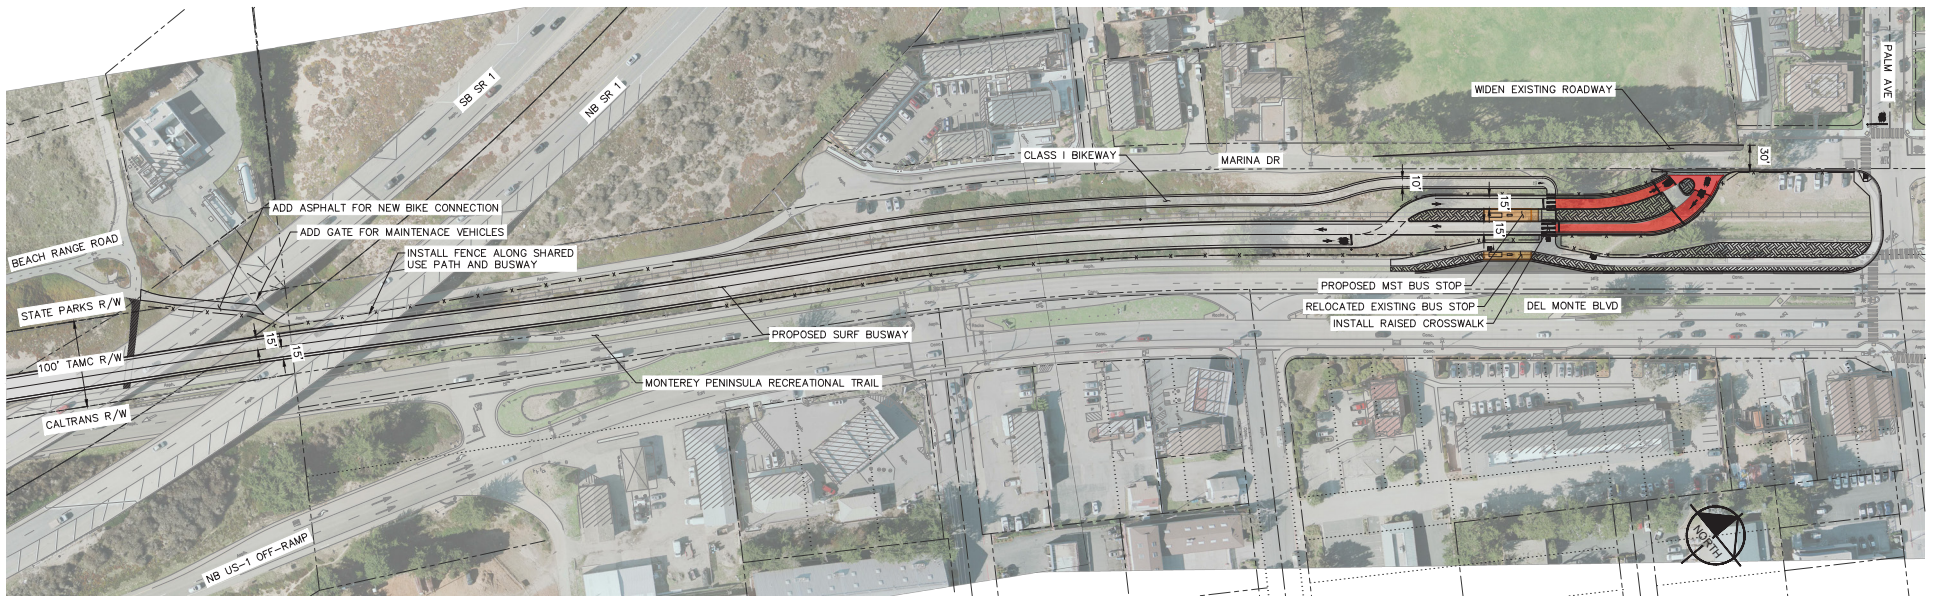 SB SR 1
NB SR 1
PALM AVE
WIDEN EXISTING ROADWAY
CLASS I BIKEWAY
MARINA DR
30'
10'
15'
15'
ADD ASPHALT FOR NEW BIKE CONNECTION
ADD GATE FOR MAINTENACE VEHICLES
INSTALL FENCE ALONG SHARED
USE PATH AND BUSWAY
BEACH RANGE ROAD
STATE PARKS R/W
100' TAMC R/W
CALTRANS R/W
15'
15'
PROPOSED SURF BUSWAY
MONTEREY PENINSULA RECREATIONAL TRAIL
PROPOSED MST BUS STOP
RELOCATED EXISTING BUS STOP
INSTALL RAISED CROSSWALK
DEL MONTE BLVD
NB US-1 OFF-RAMP
NORTH